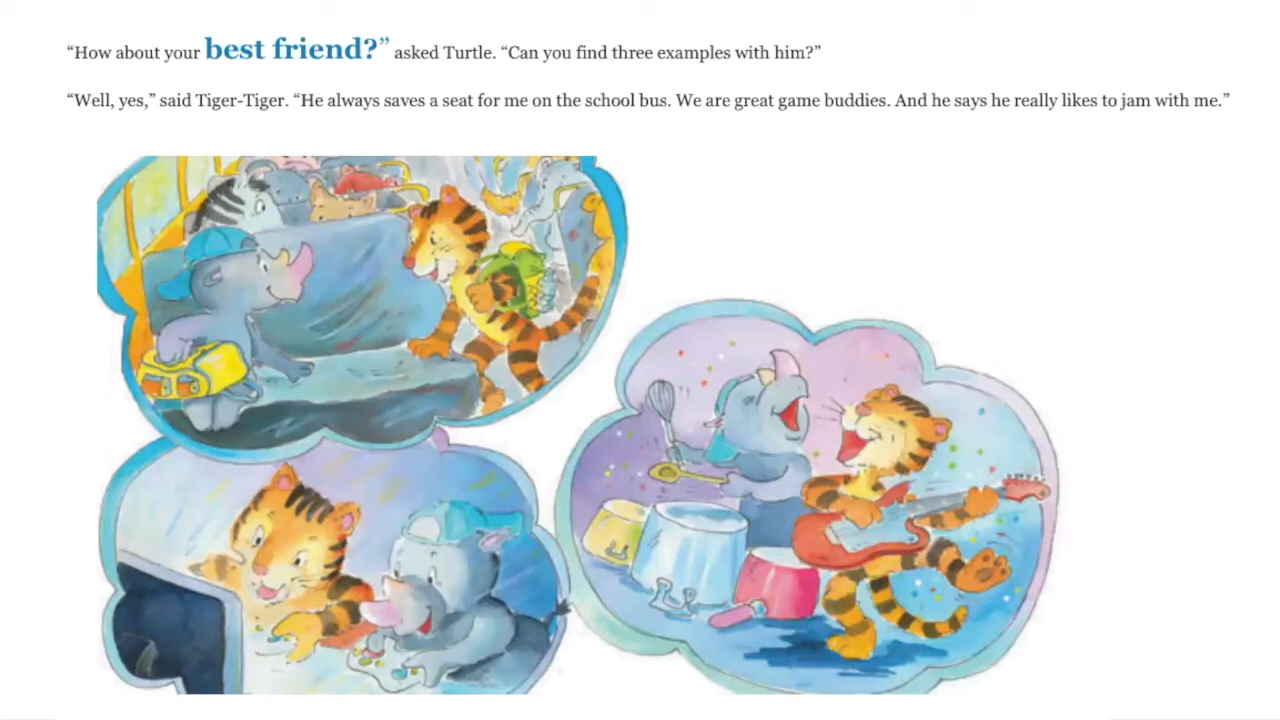 “How about your best friend?” asked Turtle. “Can you find three examples with him?”
“Well, yes,” said Tiger-Tiger. “He always saves a seat for me on the school bus. We are great game buddies. And he says he really likes to jam with me.”